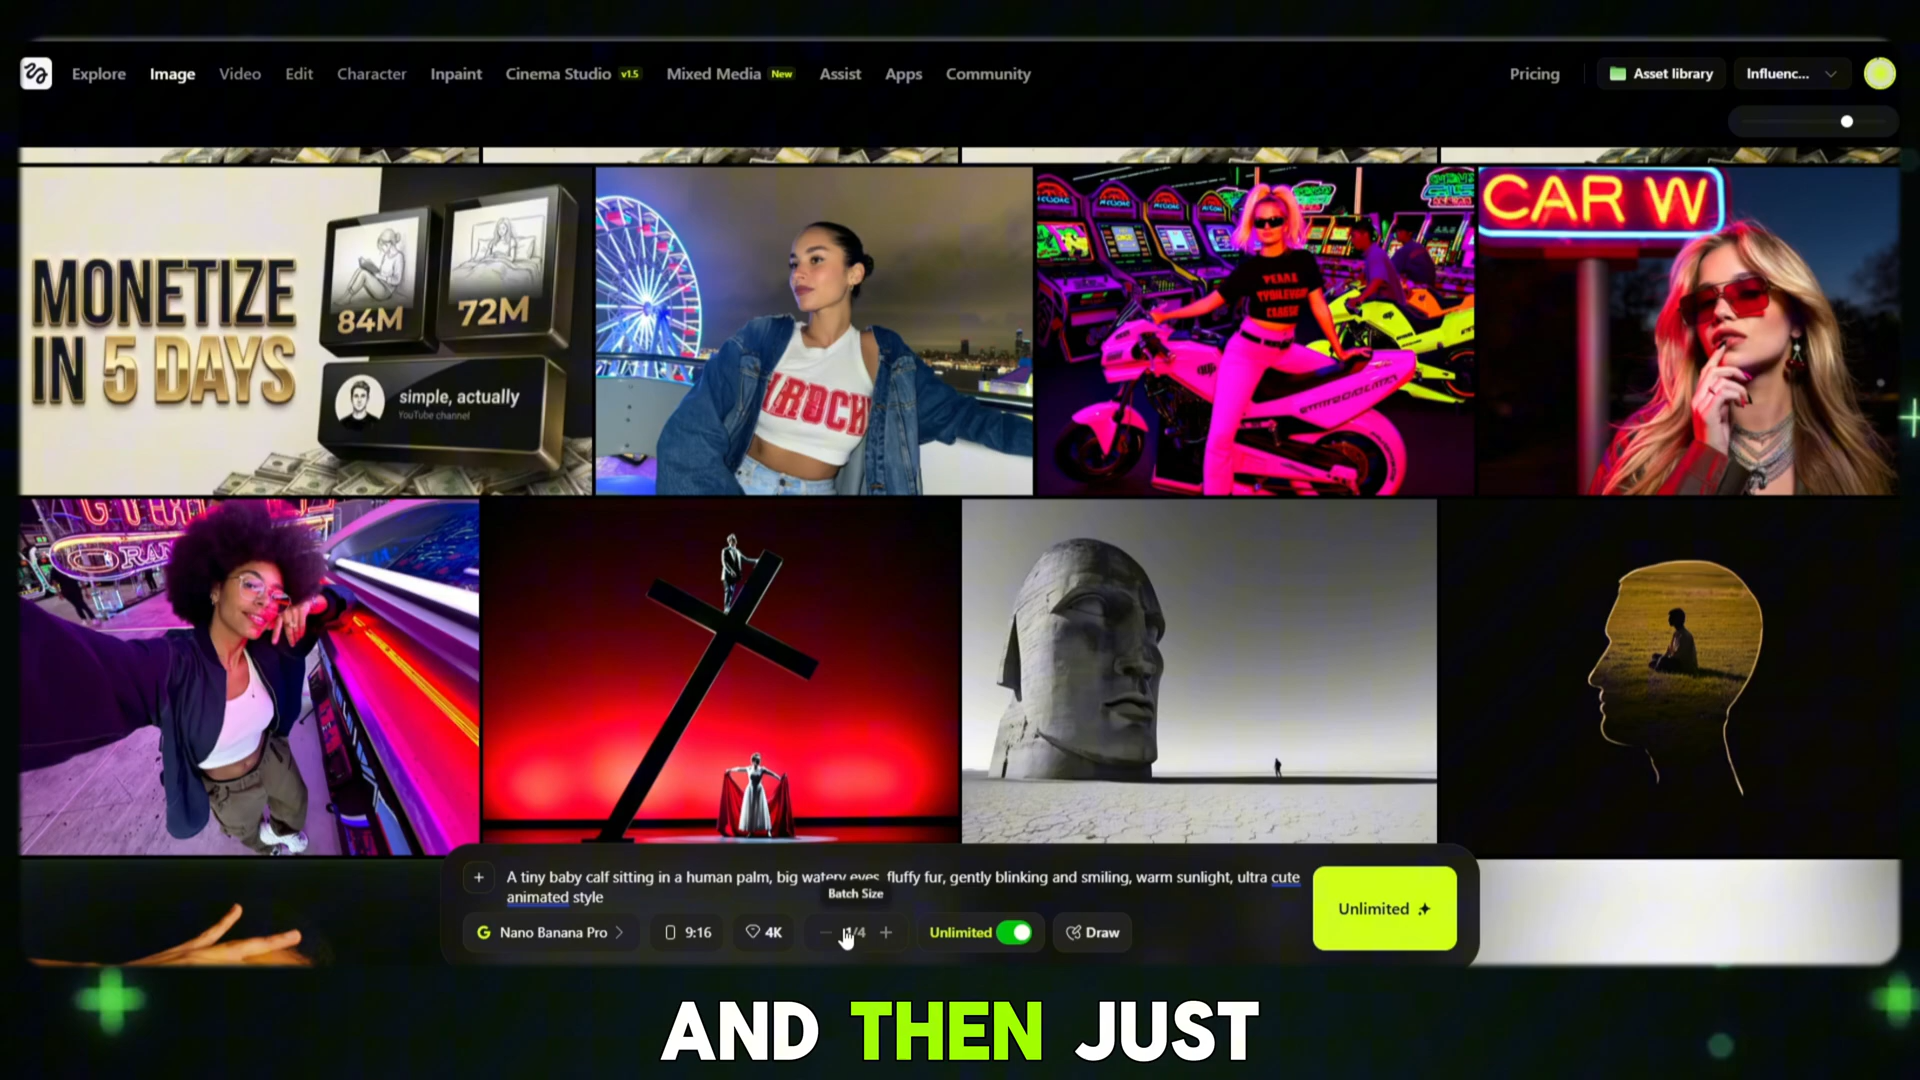 Explore Image Video Edit Character Inpaint Cinema Studio v1.5 Mixed Media New Assist Apps Community Pricing Asset library Influenc...
MONETIZE
IN 5 DAYS
84M
72M
simple, actually
YouTube channel
CAR W
A tiny baby calf sitting in a human palm, big watery eyes, fluffy fur, gently blinking and smiling, warm sunlight, ultra cute
animated style
Batch Size
Nano Banana Pro 9:16 4K 1/4 Unlimited Draw
Unlimited
AND THEN JUST